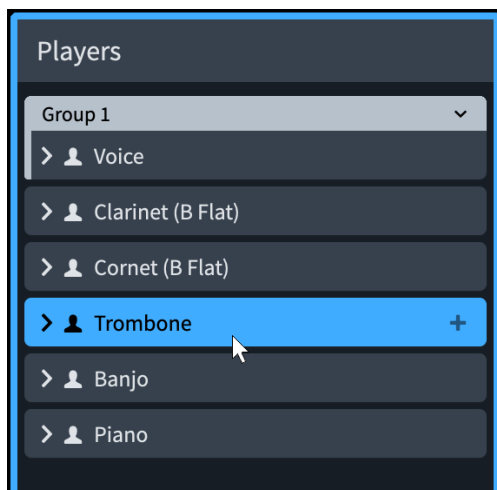 Players
Group 1
Voice
Clarinet (B Flat)
Cornet (B Flat)
Trombone
Banjo
Piano